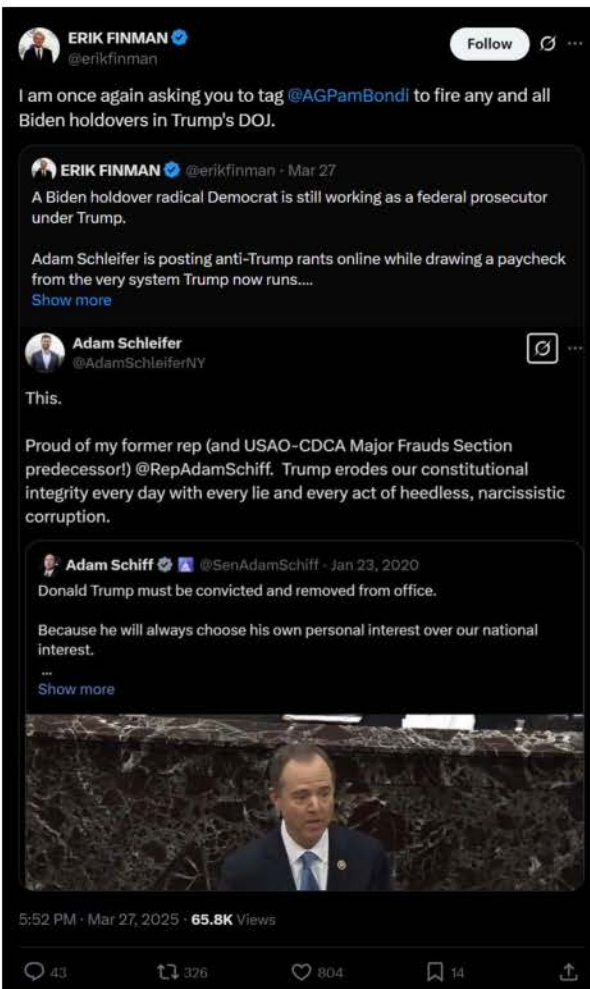 ERIK FINMAN
@erikfinman
Follow
I am once again asking you to tag @AGPamBondi to fire any and all
Biden holdovers in Trump's DOJ.
ERIK FINMAN @erikfinman · Mar 27
A Biden holdover radical Democrat is still working as a federal prosecutor
under Trump.
Adam Schleifer is posting anti-Trump rants online while drawing a paycheck
from the very system Trump now runs....
Show more
Adam Schleifer
@AdamSchleiferNY
This.
Proud of my former rep (and USAO-CDCA Major Frauds Section
predecessor!) @RepAdamSchiff. Trump erodes our constitutional
integrity every day with every lie and every act of heedless, narcissistic
corruption.
Adam Schiff @SenAdamSchiff · Jan 23, 2020
Donald Trump must be convicted and removed from office.
Because he will always choose his own personal interest over our national
interest.
...
Show more
5:52 PM · Mar 27, 2025 · 65.8K Views
43 326 804 14